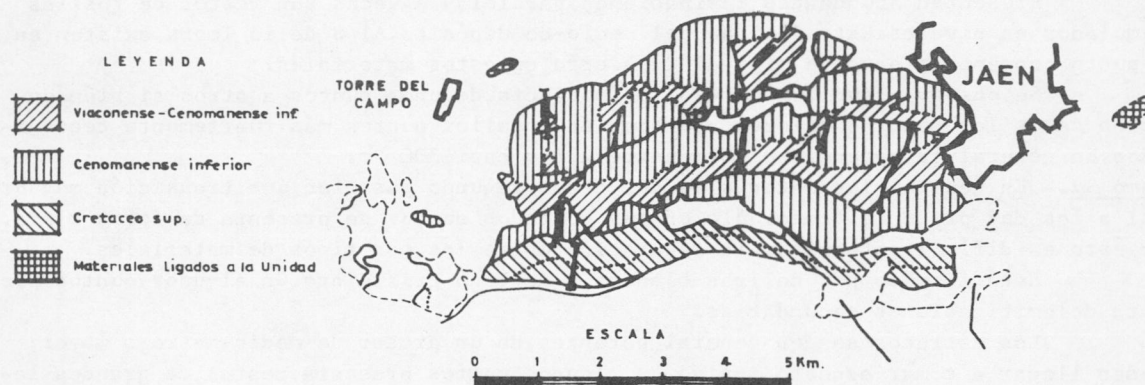 LEYENDA
Viaconense-Cenomanense inf.
Cenomanense inferior
Cretaceo sup.
Materiales Ligados a la Unidad
TORRE DEL
CAMPO
JAEN
ESCALA
0 1 2 3 4 5 Km.